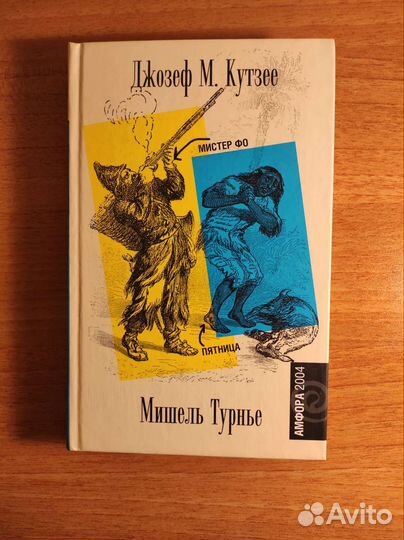 Джозеф М. Кутзее
МИСТЕР ФО
ПЯТНИЦА
Мишель Турнье
АМФОРА 2004
Avito